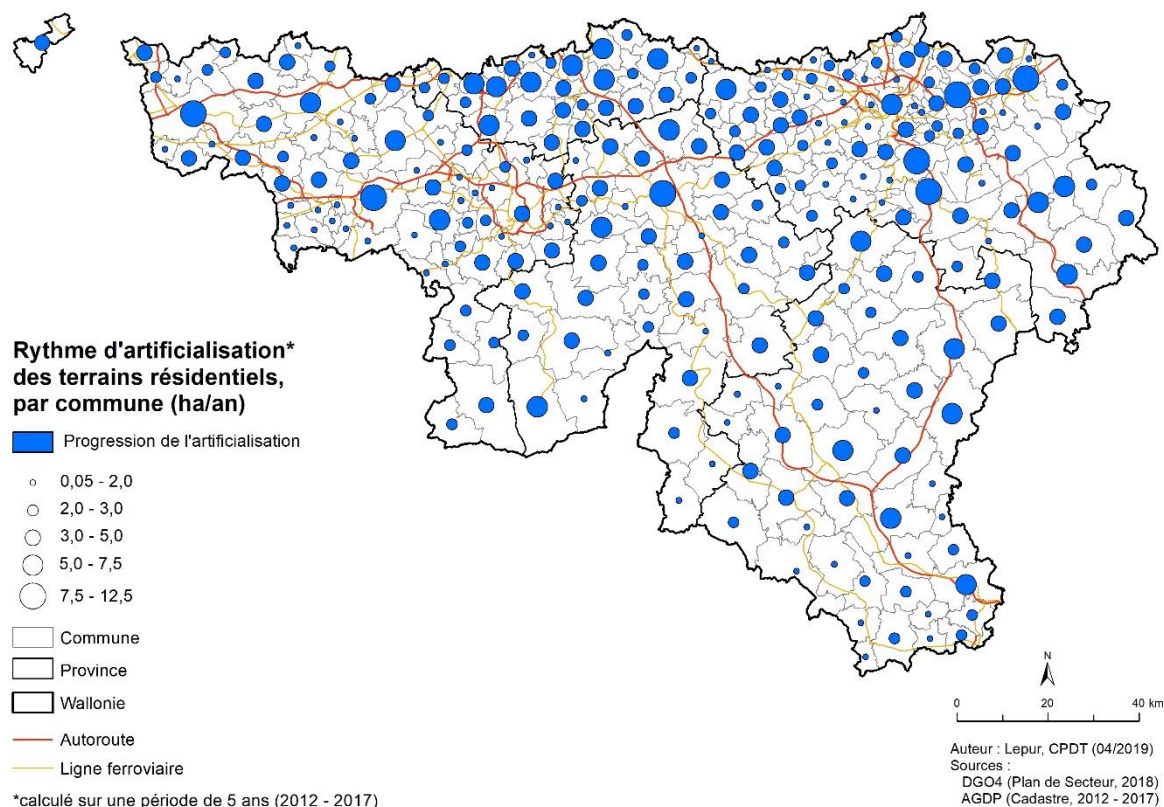 Rythme d'artificialisation*
des terrains résidentiels,
par commune (ha/an)
Progression de l'artificialisation
0,05 - 2,0
2,0 - 3,0
3,0 - 5,0
5,0 - 7,5
7,5 - 12,5
Commune
Province
Wallonie
Autoroute
Ligne ferroviaire
*calculé sur une période de 5 ans (2012 - 2017)
N
0 20 40 km
Auteur : Lepur, CPDT (04/2019)
Sources :
DGO4 (Plan de Secteur, 2018)
AGDP (Cadastre, 2012 - 2017)